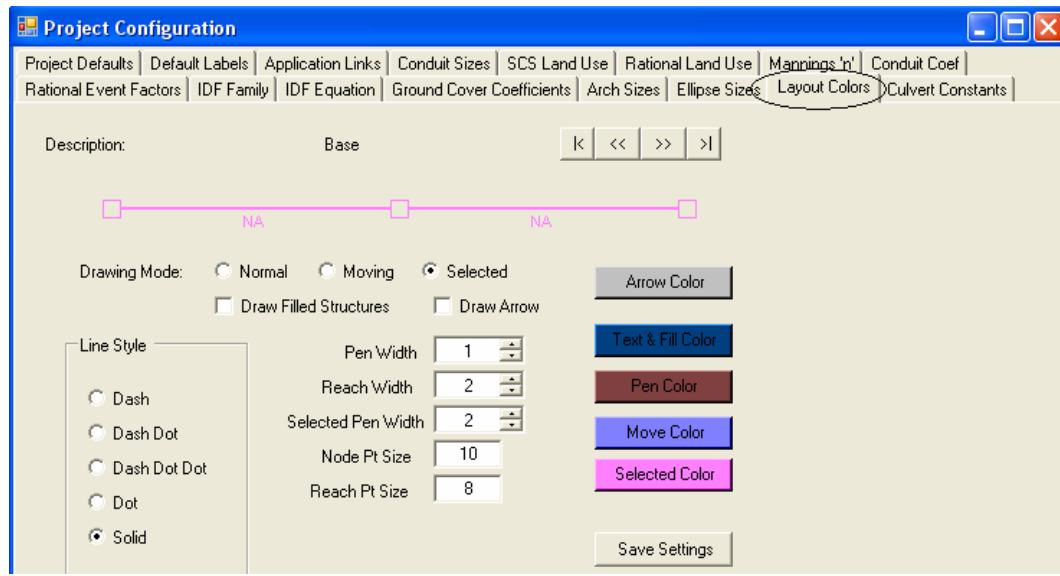 Project Configuration
Project Defaults Default Labels Application Links Conduit Sizes SCS Land Use Rational Land Use Mannings 'n' Conduit Coef
Rational Event Factors IDF Family IDF Equation Ground Cover Coefficients Arch Sizes Ellipse Sizes Layout Colors Culvert Constants
Description: Base |< << >> >|
NA NA
Drawing Mode: Normal Moving Selected
Arrow Color
Draw Filled Structures Draw Arrow
Line Style
Pen Width 1
Text & Fill Color
Reach Width 2
Pen Color
Dash
Selected Pen Width 2
Dash Dot
Move Color
Node Pt Size 10
Dash Dot Dot
Selected Color
Reach Pt Size 8
Dot
Solid
Save Settings